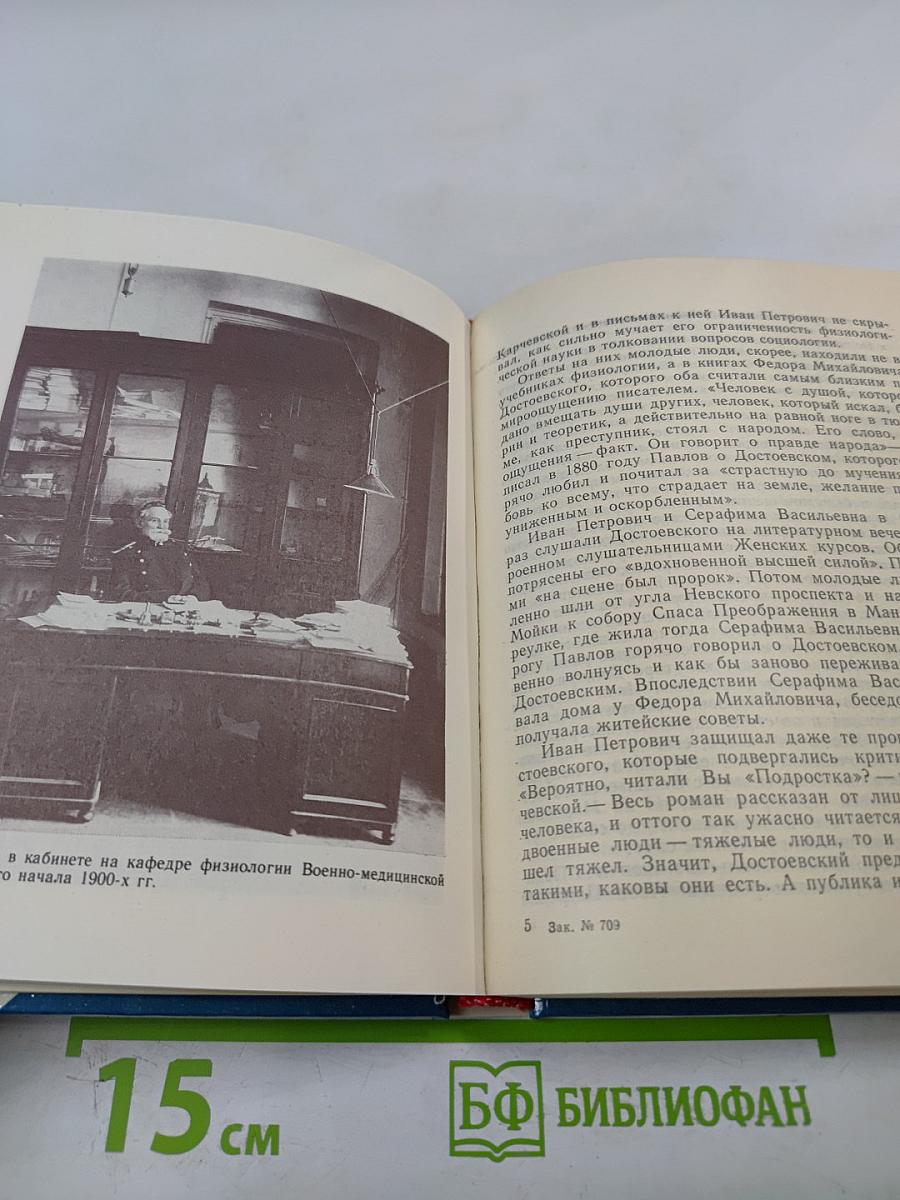 в кабинете на кафедре физиологии Военно-медицинской
го начала 1900-х гг.
Карчевской и в письмах к ней Иван Петрович не скры-
вал, как сильно мучает его ограниченность физиологи-
ческой науки в толковании вопросов социологии.
Ответы на них молодые люди, скорее, находили не в
учебниках физиологии, а в книгах Федора Михайловича
Достоевского, которого оба считали самым близким п
мироощущению писателем. «Человек с душой, которо
дано вмещать души других, человек, который искал, б
рин и теоретик, а действительно на равной ноге в тю
ме, как преступник, стоял с народом. Его слово,
ощущения — факт. Он говорит о правде народа»—
писал в 1880 году Павлов о Достоевском, которого
рячо любил и почитал за «страстную до мучения
бовь ко всему, что страдает на земле, желание п
униженным и оскорбленным».
Иван Петрович и Серафима Васильевна в
раз слушали Достоевского на литературном вече
роенном слушательницами Женских курсов. Об
потрясены его «вдохновенной высшей силой». П
ми «на сцене был пророк». Потом молодые л
ленно шли от угла Невского проспекта и на
Мойки к собору Спаса Преображения в Ман
реулке, где жила тогда Серафима Васильевн
рогу Павлов горячо говорил о Достоевском,
венно волнуясь и как бы заново пережива
Достоевским. Впоследствии Серафима Вас
вала дома у Федора Михайловича, беседо
получала житейские советы.
Иван Петрович защищал даже те про
стоевского, которые подвергались крити
«Вероятно, читали Вы «Подростка»? —
чевской.— Весь роман рассказан от лиц
человека, и оттого так ужасно читается
двоенные люди — тяжелые люди, то и
шел тяжел. Значит, Достоевский пред
такими, каковы они есть. А публика и
5 Зак. № 709
15 см
БФ БИБЛИОФАН